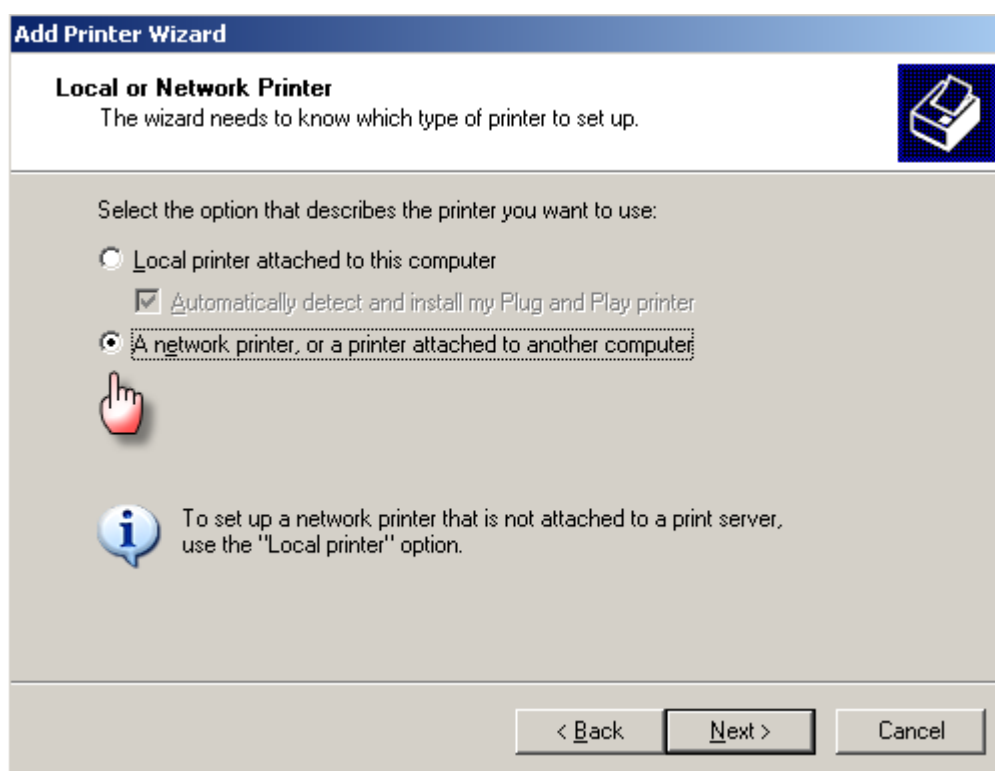 Add Printer Wizard
Local or Network Printer
The wizard needs to know which type of printer to set up.
Select the option that describes the printer you want to use:
Local printer attached to this computer
Automatically detect and install my Plug and Play printer
A network printer, or a printer attached to another computer
To set up a network printer that is not attached to a print server,
use the "Local printer" option.
< Back
Next >
Cancel